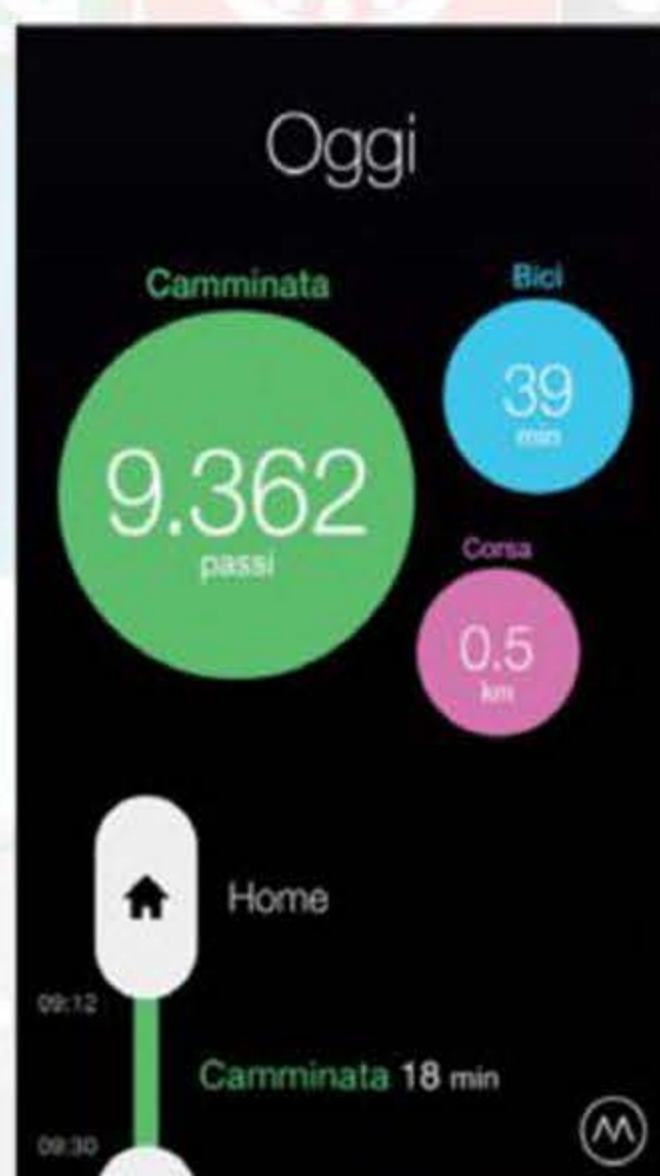 Oggi
Camminata
9.362
passi
Bici
39
min
Corsa
0.5
km
Home
09:12
Camminata 18 min
09:30